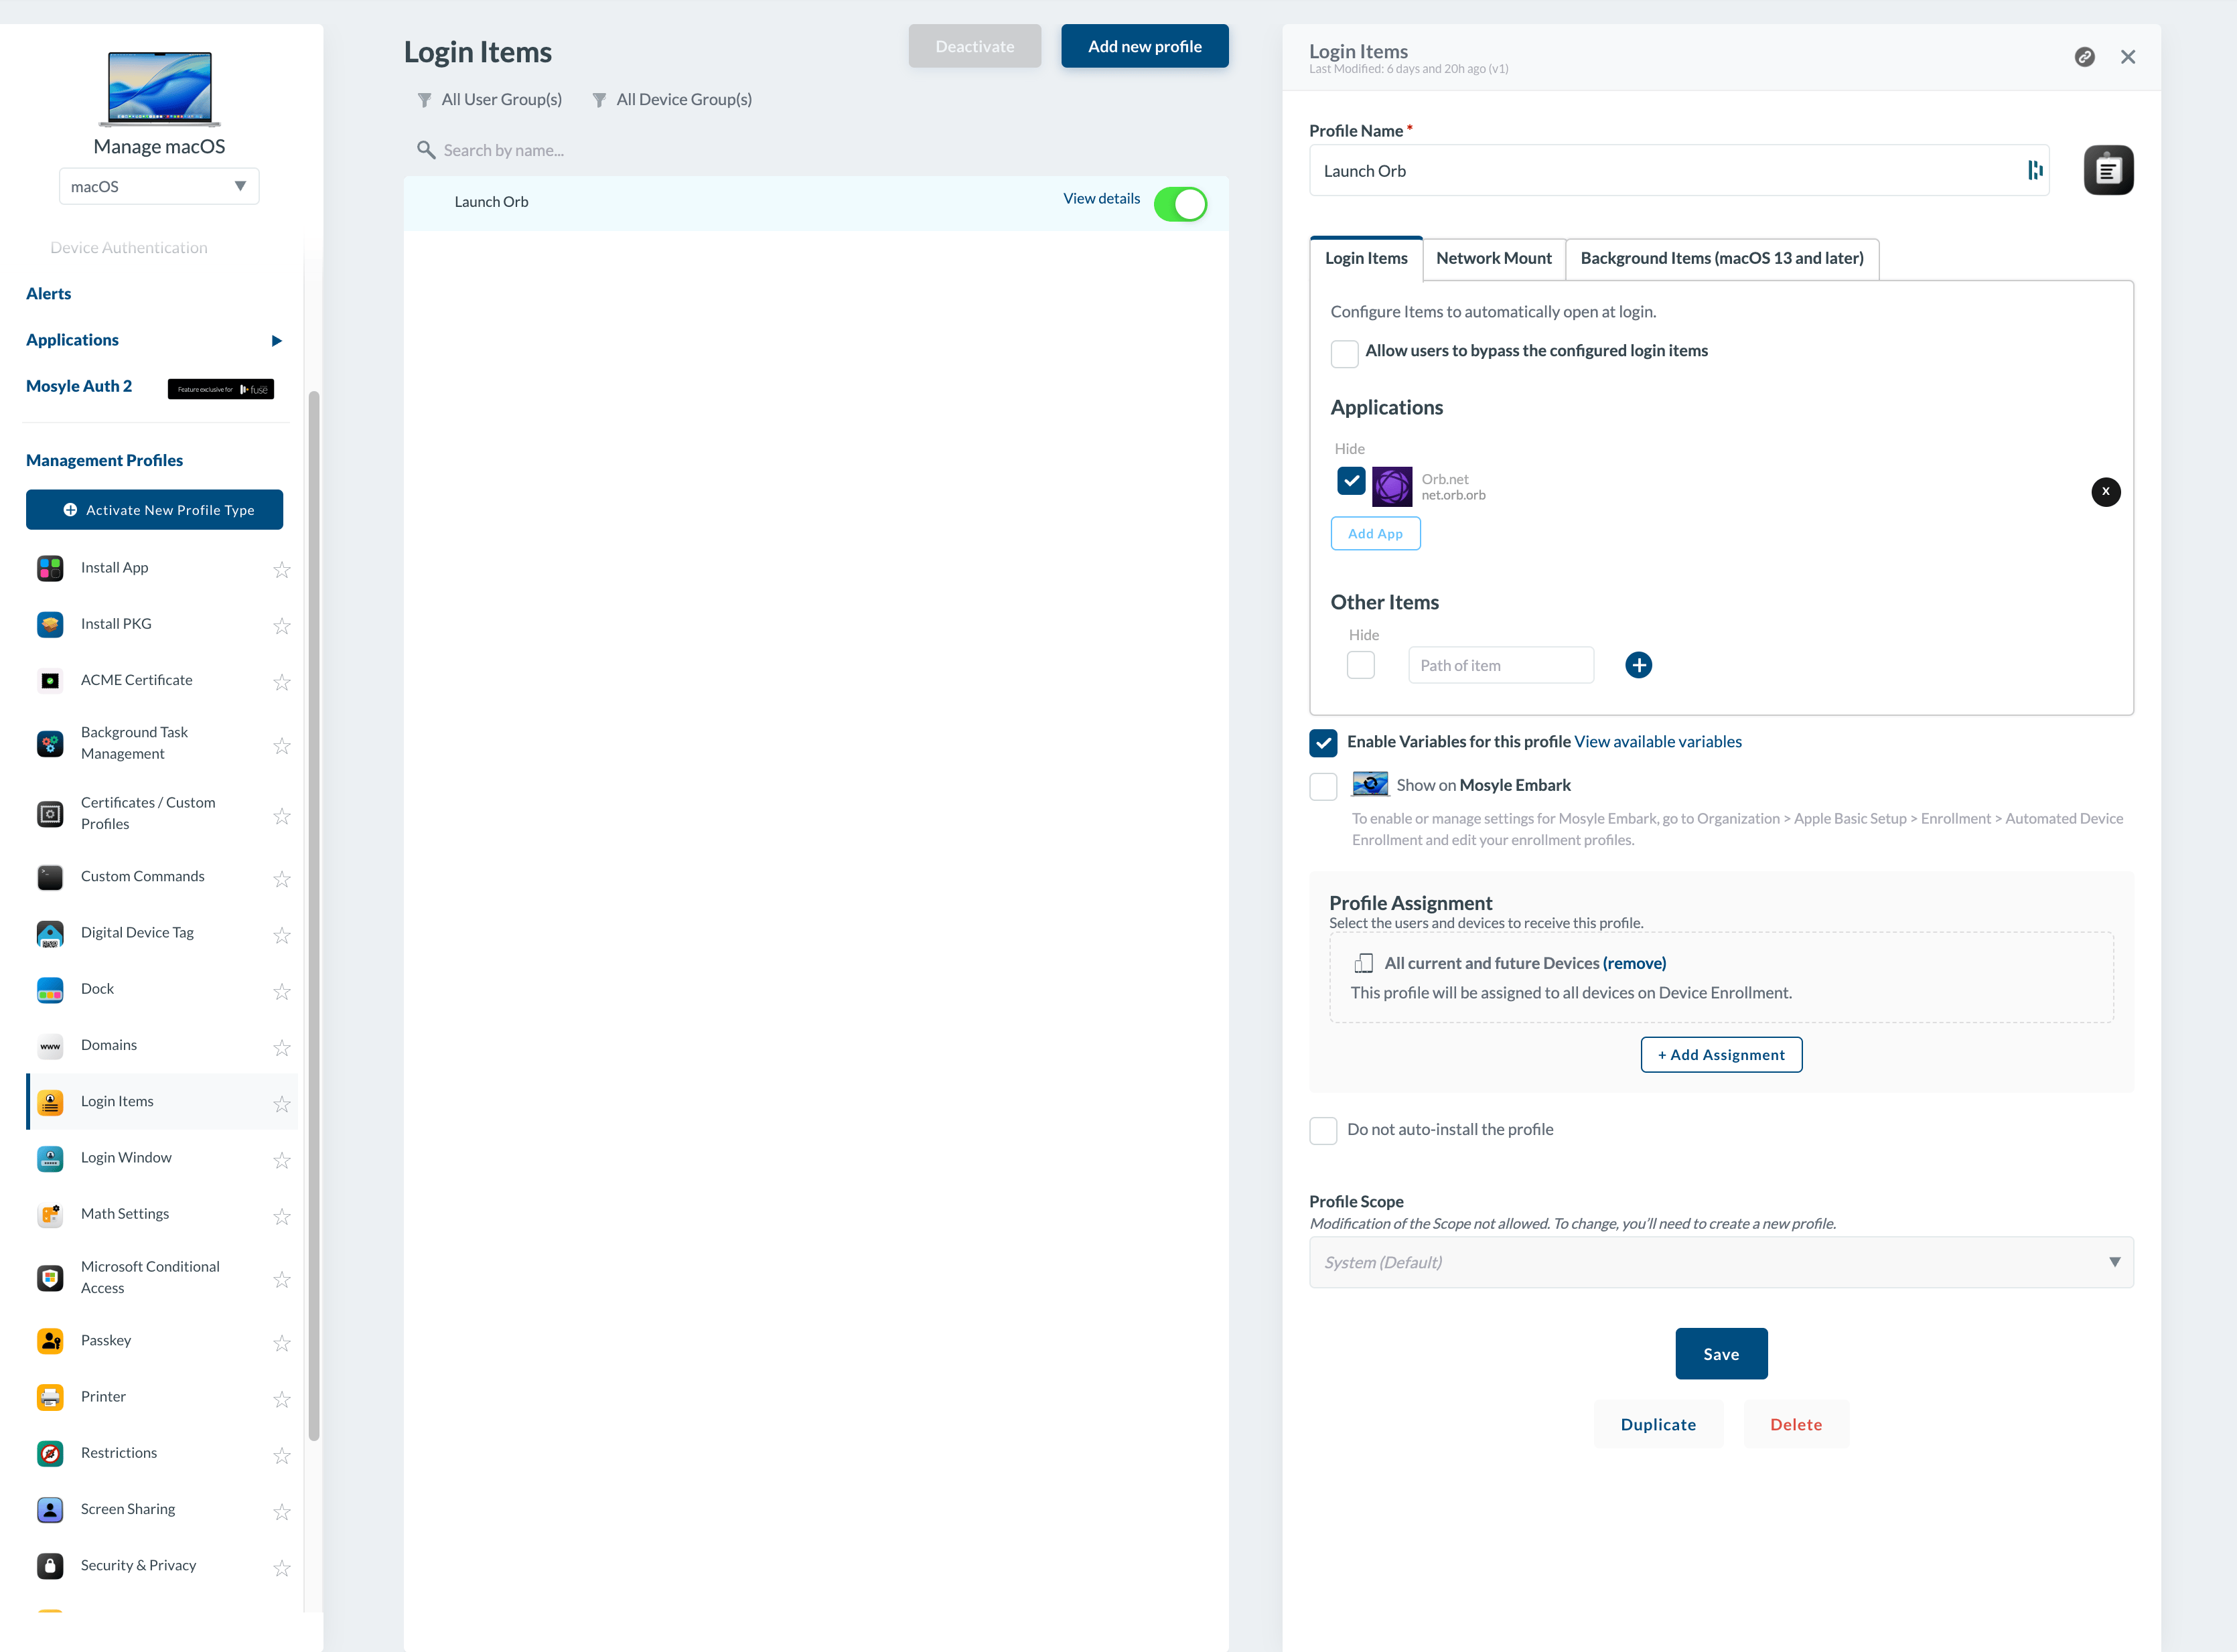 Manage macOS
macOS
Device Authentication
Alerts
Applications
Mosyle Auth 2
Feature exclusive for fuse
Management Profiles
Activate New Profile Type
Install App
Install PKG
ACME Certificate
Background Task
Management
Certificates / Custom
Profiles
Custom Commands
Digital Device Tag
Dock
www
Domains
Login Items
Login Window
Math Settings
Microsoft Conditional
Access
Passkey
Printer
Restrictions
Screen Sharing
Security & Privacy
Login Items
Deactivate
Add new profile
All User Group(s)
All Device Group(s)
Search by name...
Launch Orb
View details
Login Items
Last Modified: 6 days and 20h ago (v1)
Profile Name *
Launch Orb
Login Items
Network Mount
Background Items (macOS 13 and later)
Configure Items to automatically open at login.
Allow users to bypass the configured login items
Applications
Hide
Orb.net
net.orb.orb
X
Add App
Other Items
Hide
Path of item
Enable Variables for this profile View available variables
Show on Mosyle Embark
To enable or manage settings for Mosyle Embark, go to Organization > Apple Basic Setup > Enrollment > Automated Device
Enrollment and edit your enrollment profiles.
Profile Assignment
Select the users and devices to receive this profile.
All current and future Devices (remove)
This profile will be assigned to all devices on Device Enrollment.
+ Add Assignment
Do not auto-install the profile
Profile Scope
Modification of the Scope not allowed. To change, you'll need to create a new profile.
System (Default)
Save
Duplicate
Delete